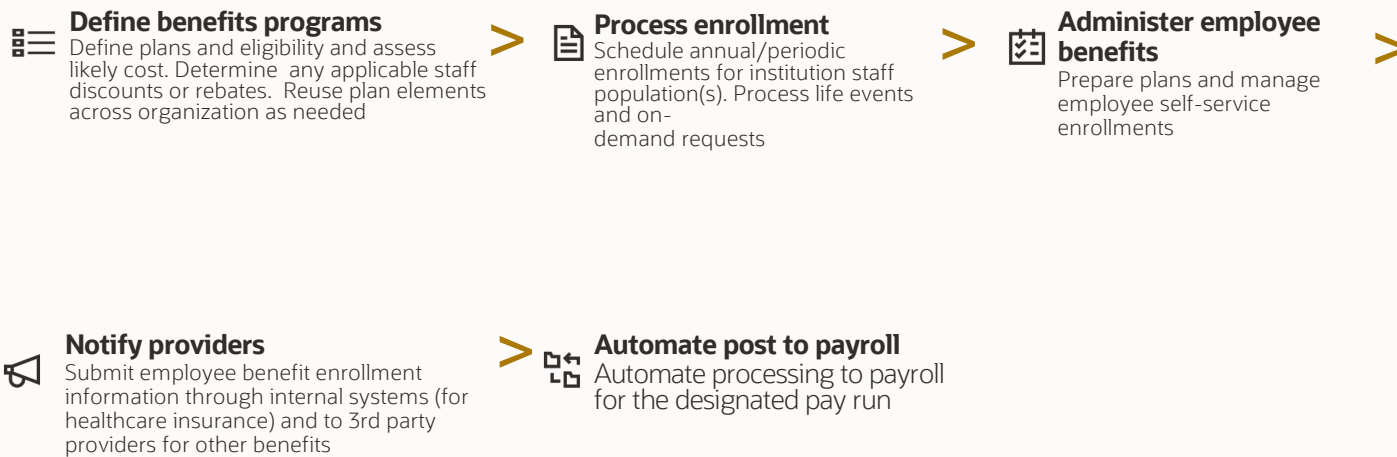 Define benefits programs
Define plans and eligibility and assess
likely cost. Determine  any applicable staff
discounts or rebates.  Reuse plan elements
across organization as needed
>
Process enrollment
Schedule annual/periodic
enrollments for institution staff
population(s). Process life events
and on-
demand requests
>
Administer employee
benefits
Prepare plans and manage
employee self-service
enrollments
>
Notify providers
Submit employee benefit enrollment
information through internal systems (for
healthcare insurance) and to 3rd party
providers for other benefits
>
Automate post to payroll
Automate processing to payroll
for the designated pay run